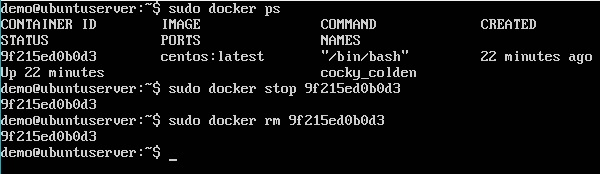 demo@ubuntuserver:~$ sudo docker ps
CONTAINER ID        IMAGE               COMMAND             CREATED
STATUS              PORTS               NAMES
9f215ed0b0d3        centos:latest       "/bin/bash"         22 minutes ago
Up 22 minutes                           cocky_colden
demo@ubuntuserver:~$ sudo docker stop 9f215ed0b0d3
9f215ed0b0d3
demo@ubuntuserver:~$ sudo docker rm 9f215ed0b0d3
9f215ed0b0d3
demo@ubuntuserver:~$ _